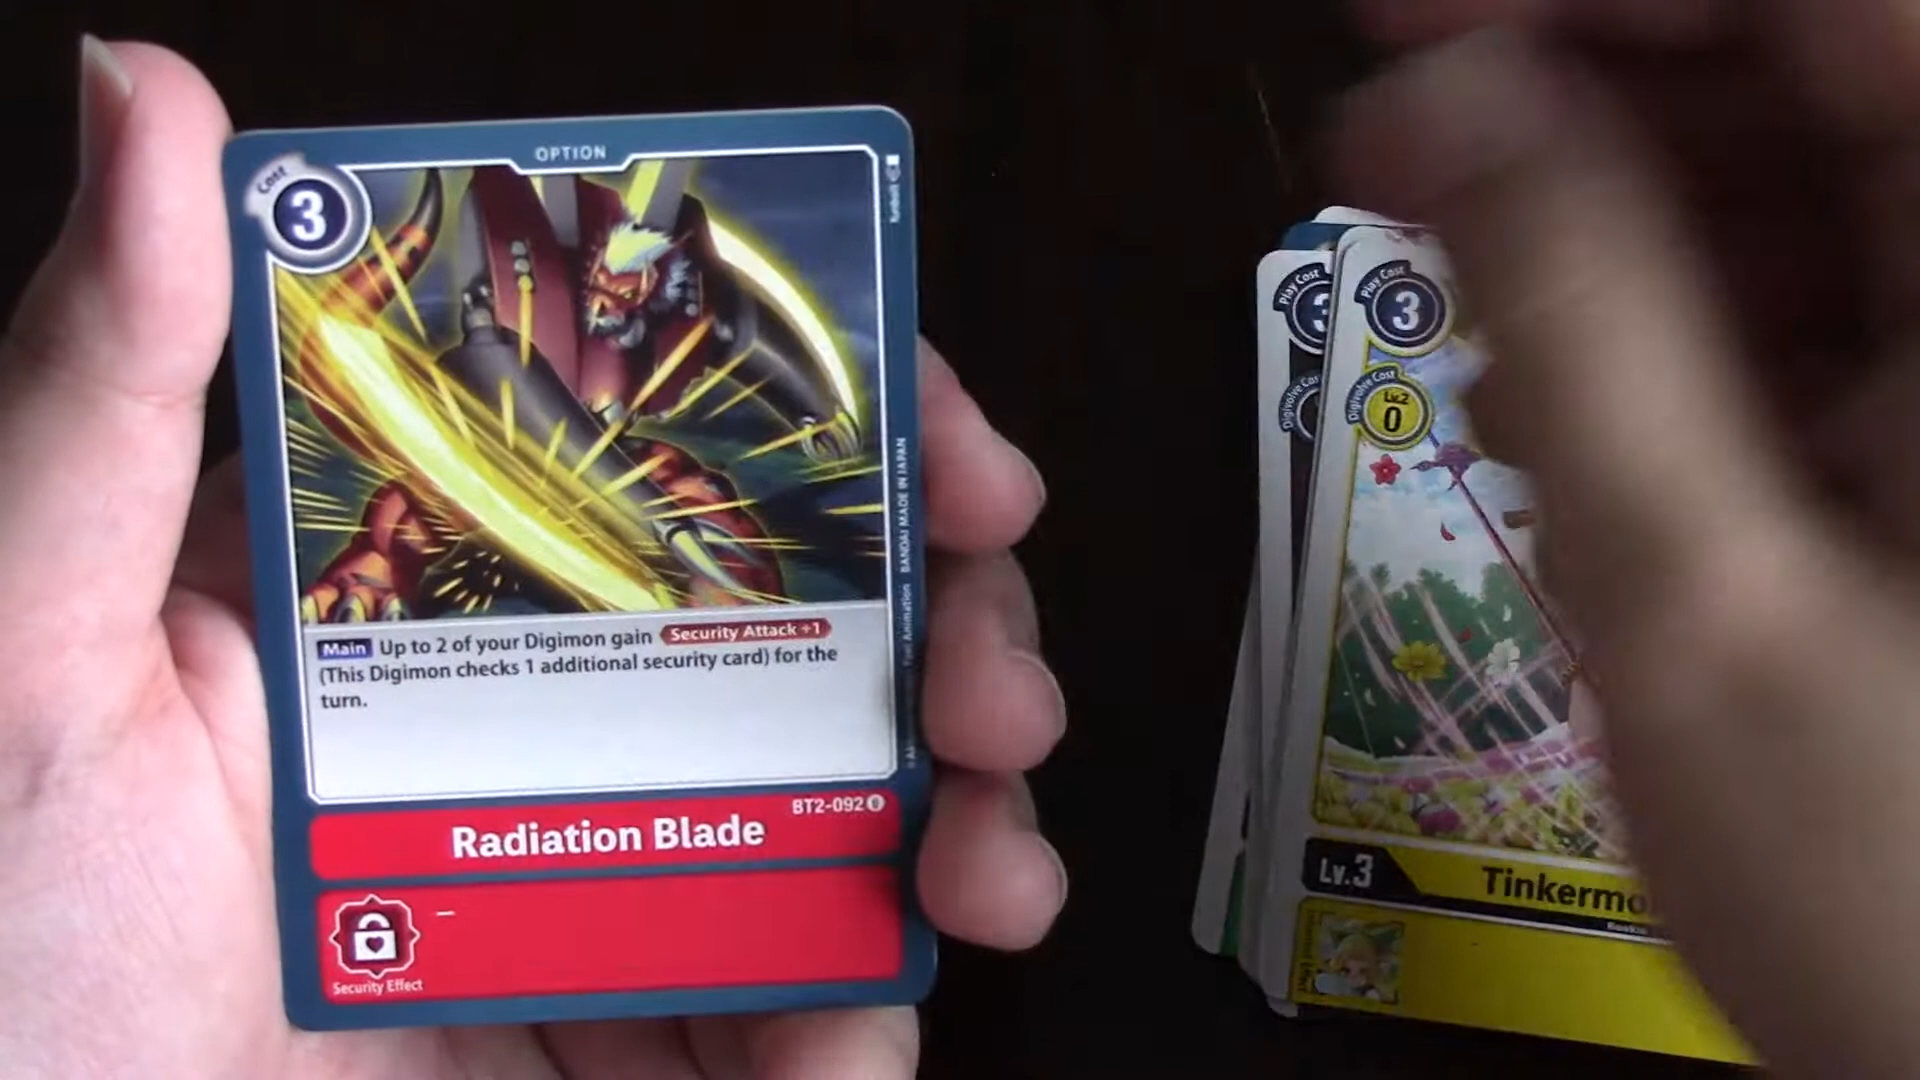 OPTION
Cost
3
Main Up to 2 of your Digimon gain Security Attack +1
(This Digimon checks 1 additional security card) for the
turn.
BT2-092 U
Radiation Blade
–
Security Effect
BANDAI MADE IN JAPAN
Play Cost
Play Cost
3
Digivolve Cost
Lv.2
0
Lv.3